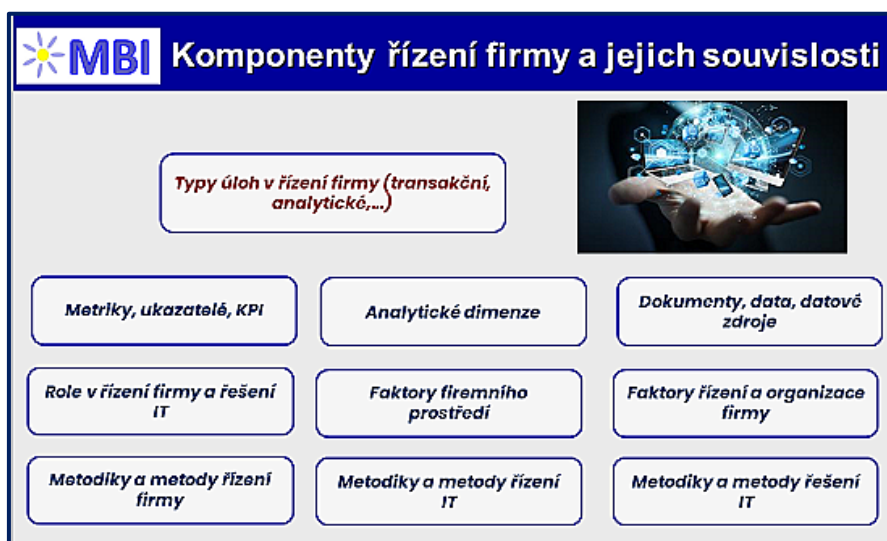 MBI Komponenty řízení firmy a jejich souvislosti
Typy úloh v řízení firmy (transakční,
analytické,...)
Metriky, ukazatelé, KPI
Analytické dimenze
Dokumenty, data, datové
zdroje
Role v řízení firmy a řešení
IT
Faktory firemního
prostředí
Faktory řízení a organizace
firmy
Metodiky a metody řízení
firmy
Metodiky a metody řízení
IT
Metodiky a metody řešení
IT